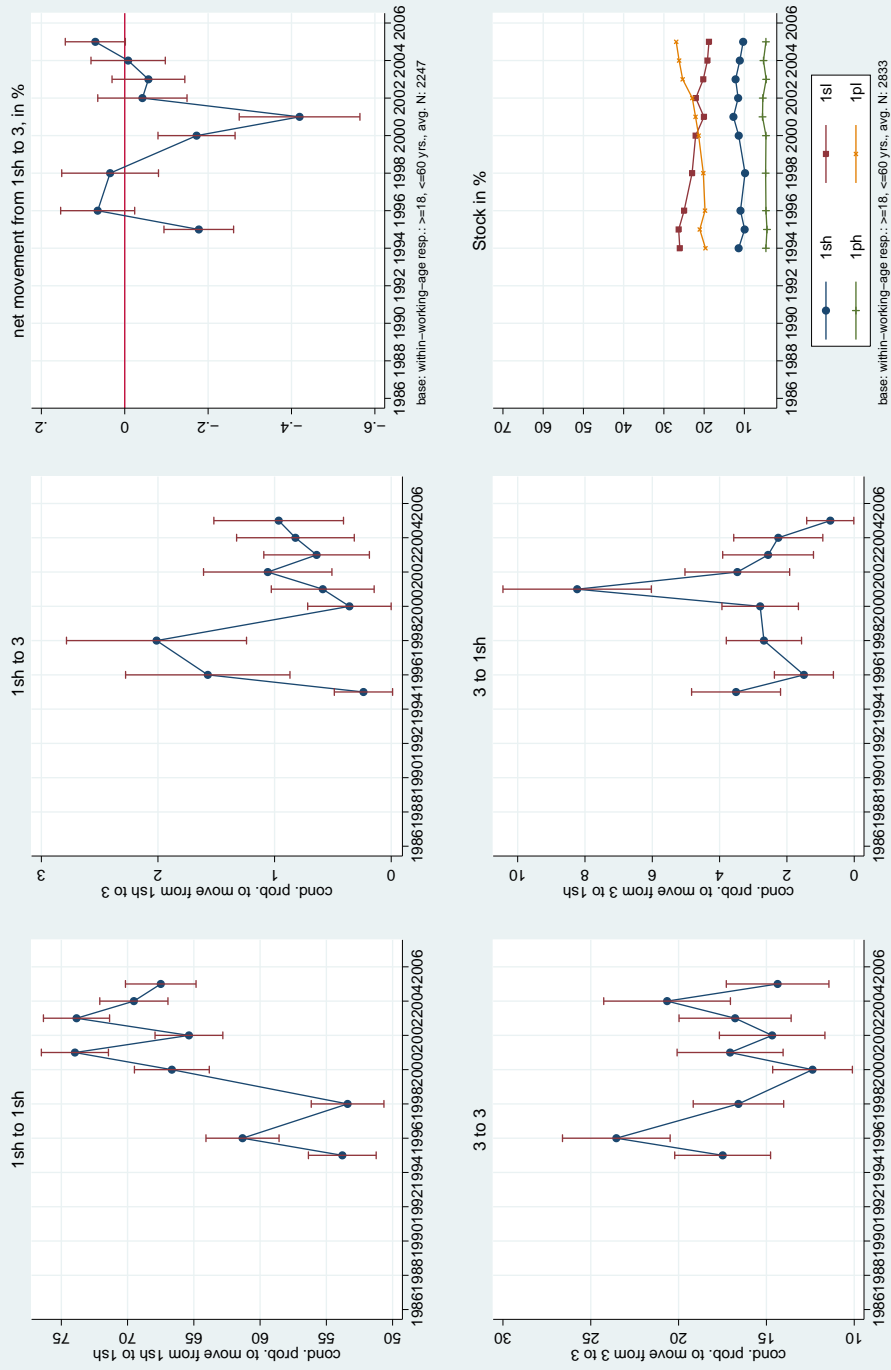 1sh to 1sh
cond. prob. to move from 1sh to 1sh
75
70
65
60
55
50
19861988199019921994199619982000200220042006
1sh to 3
cond. prob. to move from 1sh to 3
3
2
1
0
19861988199019921994199619982000200220042006
net movement from 1sh to 3, in %
.2
0
-.2
-.4
-.6
1986 1988 1990 1992 1994 1996 1998 2000 2002 2004 2006
base: within-working-age resp.: >=18, <=60 yrs., avg. N: 2247
3 to 3
cond. prob. to move from 3 to 3
30
25
20
15
10
19861988199019921994199619982000200220042006
3 to 1sh
cond. prob. to move from 3 to 1sh
10
8
6
4
2
0
19861988199019921994199619982000200220042006
Stock in %
70
60
50
40
30
20
10
1986 1988 1990 1992 1994 1996 1998 2000 2002 2004 2006
1sh 1sl
1ph 1pl
base: within-working-age resp.: >=18, <=60 yrs., avg. N: 2833